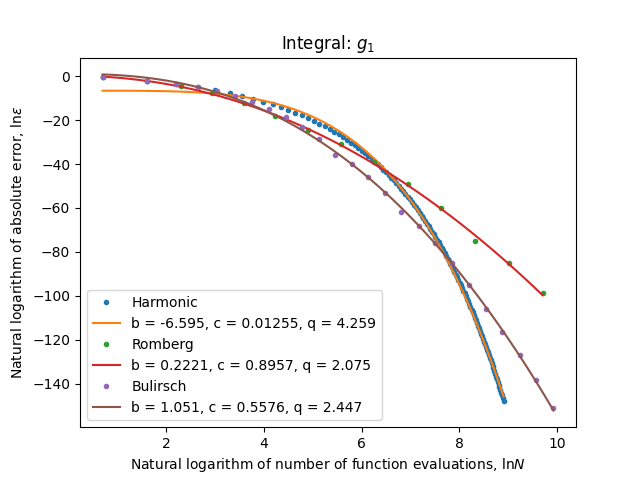 Integral: g₁
Natural logarithm of absolute error, lnε
0
−20
−40
−60
−80
−100
−120
−140
Harmonic
b = -6.595, c = 0.01255, q = 4.259
Romberg
b = 0.2221, c = 0.8957, q = 2.075
Bulirsch
b = 1.051, c = 0.5576, q = 2.447
2 4 6 8 10
Natural logarithm of number of function evaluations, lnN